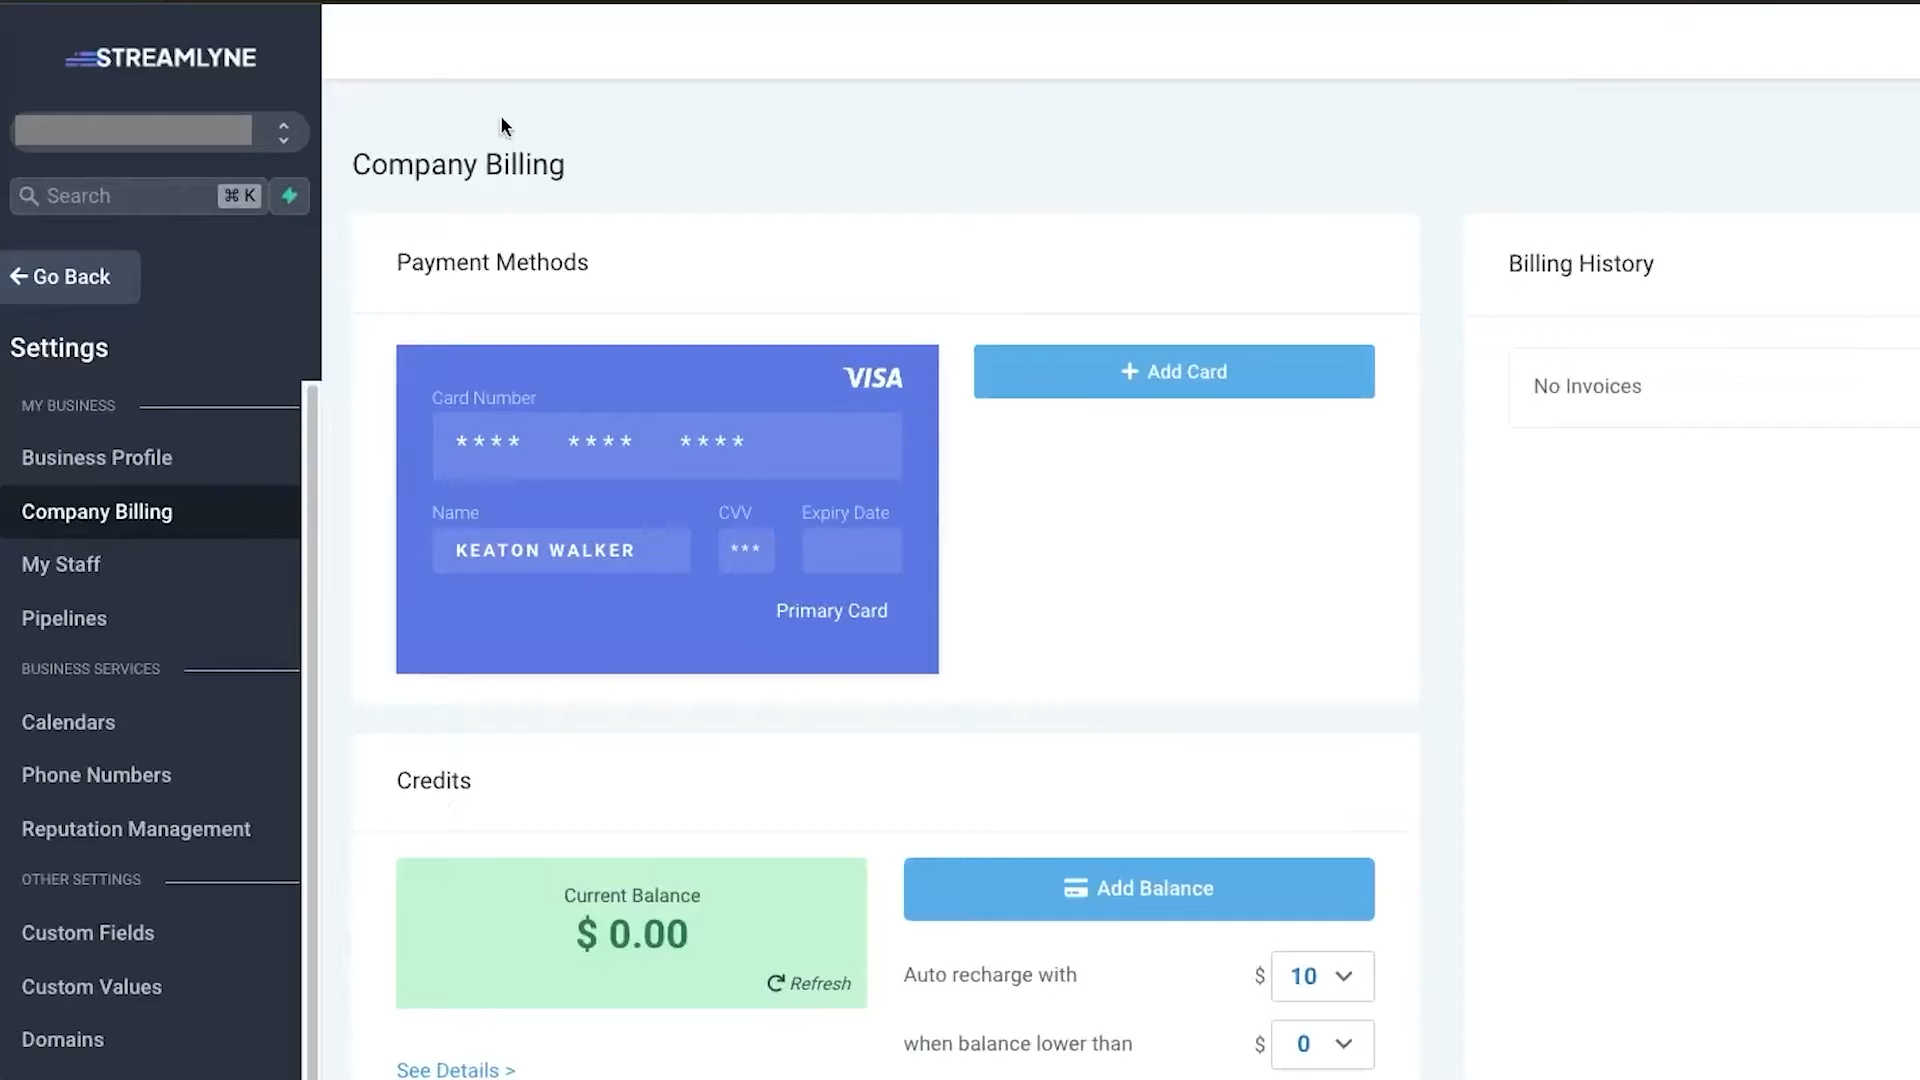 STREAMLYNE
Search ⌘ K
Go Back
Settings
MY BUSINESS
Business Profile
Company Billing
My Staff
Pipelines
BUSINESS SERVICES
Calendars
Phone Numbers
Reputation Management
OTHER SETTINGS
Custom Fields
Custom Values
Domains
Company Billing
Payment Methods
VISA
Card Number
**** **** ****
Name CVV Expiry Date
KEATON WALKER ***
Primary Card
+ Add Card
Credits
Current Balance
$ 0.00
Refresh
See Details >
Add Balance
Auto recharge with $ 10
when balance lower than $ 0
Billing History
No Invoices